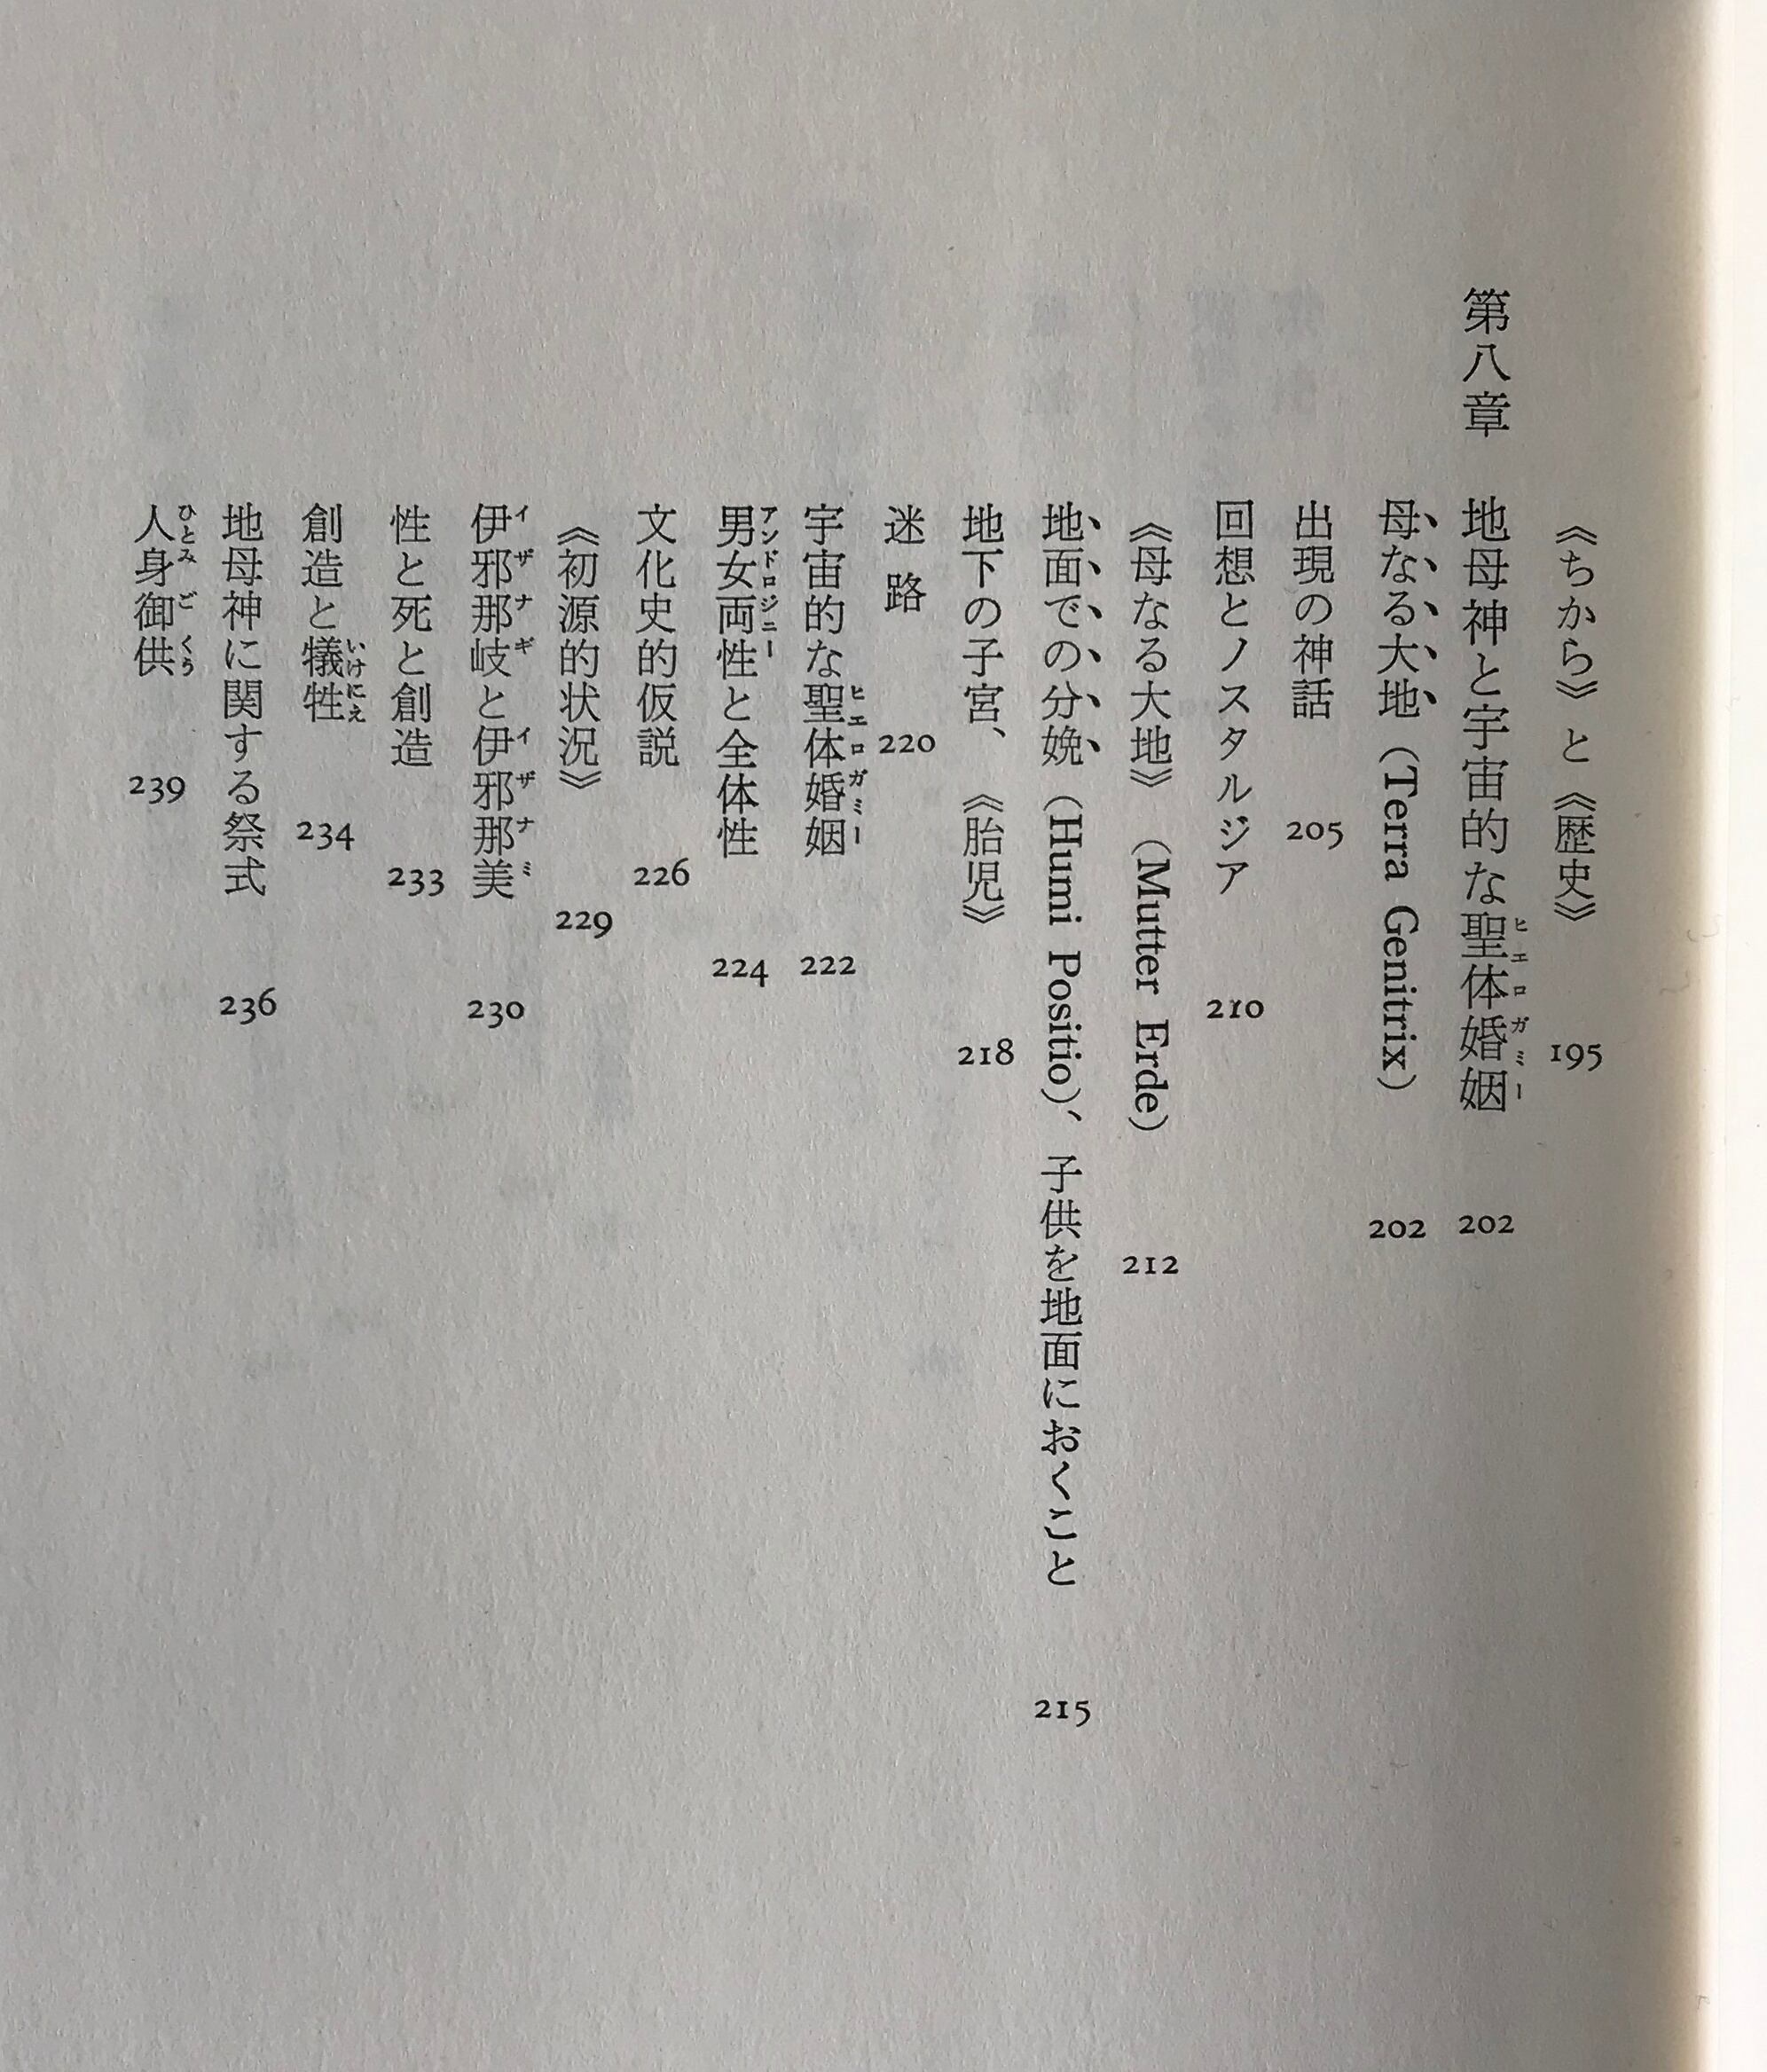 《ちから》と《歴史》 195
第八章 地母神と宇宙的な聖体婚姻 202
母なる大地（Terra Genitrix） 202
出現の神話 205
回想とノスタルジア 210
《母なる大地》（Mutter Erde） 212
地面での分娩（Humi Positio）、子供を地面におくこと 215
地下の子宮、《胎児》 218
迷路 220
宇宙的な聖体婚姻 222
男女両性と全体性 224
文化史的仮説 226
《初源的状況》 229
伊邪那岐と伊邪那美 230
性と死と創造 233
創造と犠牲 234
地母神に関する祭式 236
人身御供 239